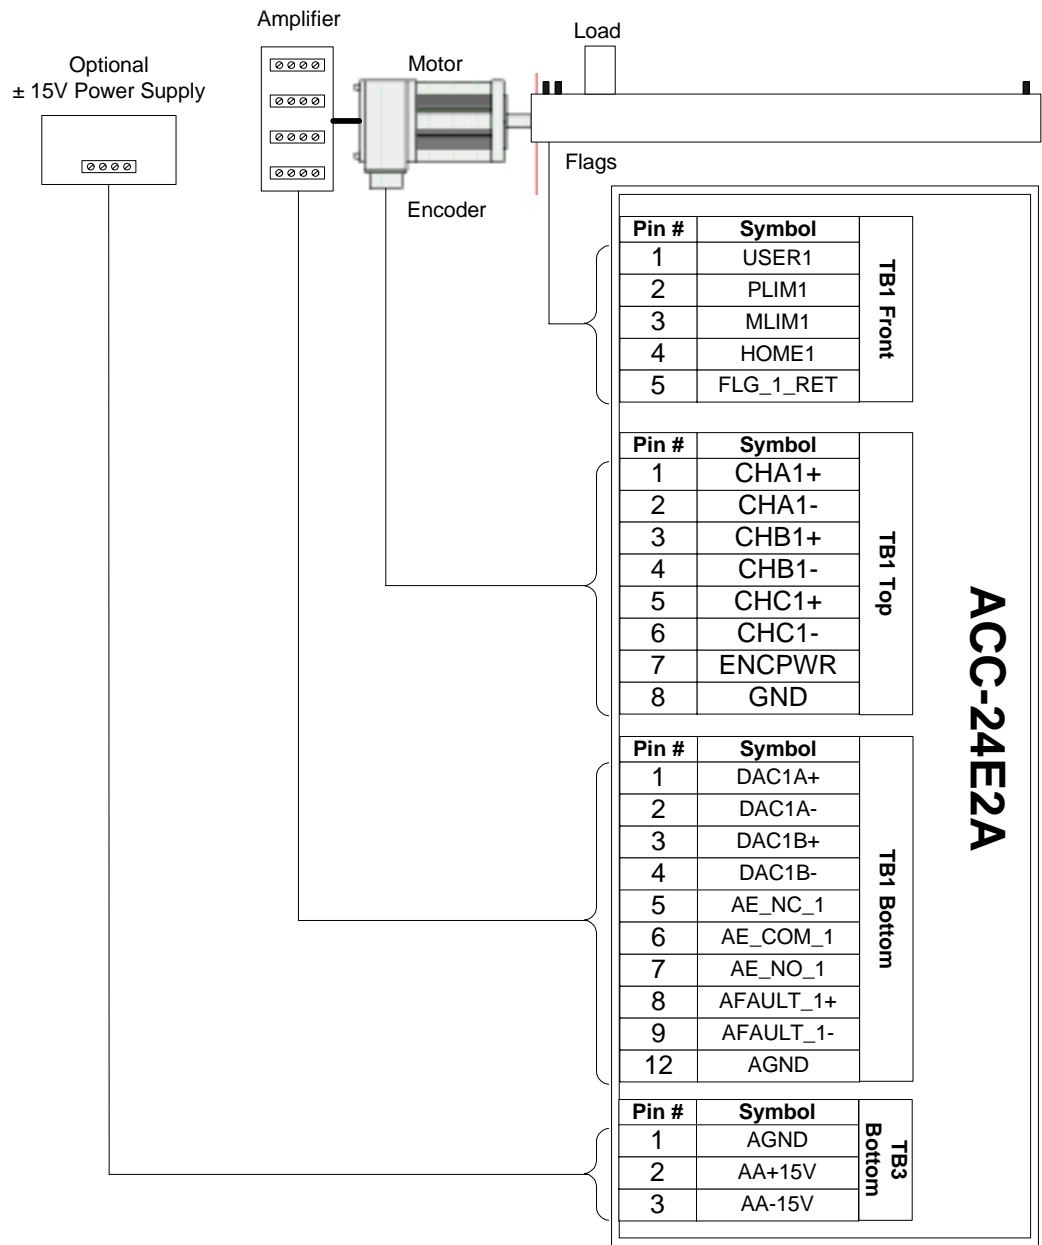 Amplifier
Load
Optional
± 15V Power Supply
Motor
Flags
Encoder
Pin # Symbol
1 USER1
2 PLIM1
3 MLIM1
4 HOME1
5 FLG_1_RET
TB1 Front
Pin # Symbol
1 CHA1+
2 CHA1-
3 CHB1+
4 CHB1-
5 CHC1+
6 CHC1-
7 ENCPWR
8 GND
TB1 Top
ACC-24E2A
Pin # Symbol
1 DAC1A+
2 DAC1A-
3 DAC1B+
4 DAC1B-
5 AE_NC_1
6 AE_COM_1
7 AE_NO_1
8 AFAULT_1+
9 AFAULT_1-
12 AGND
TB1 Bottom
Pin # Symbol
1 AGND
2 AA+15V
3 AA-15V
TB3
Bottom